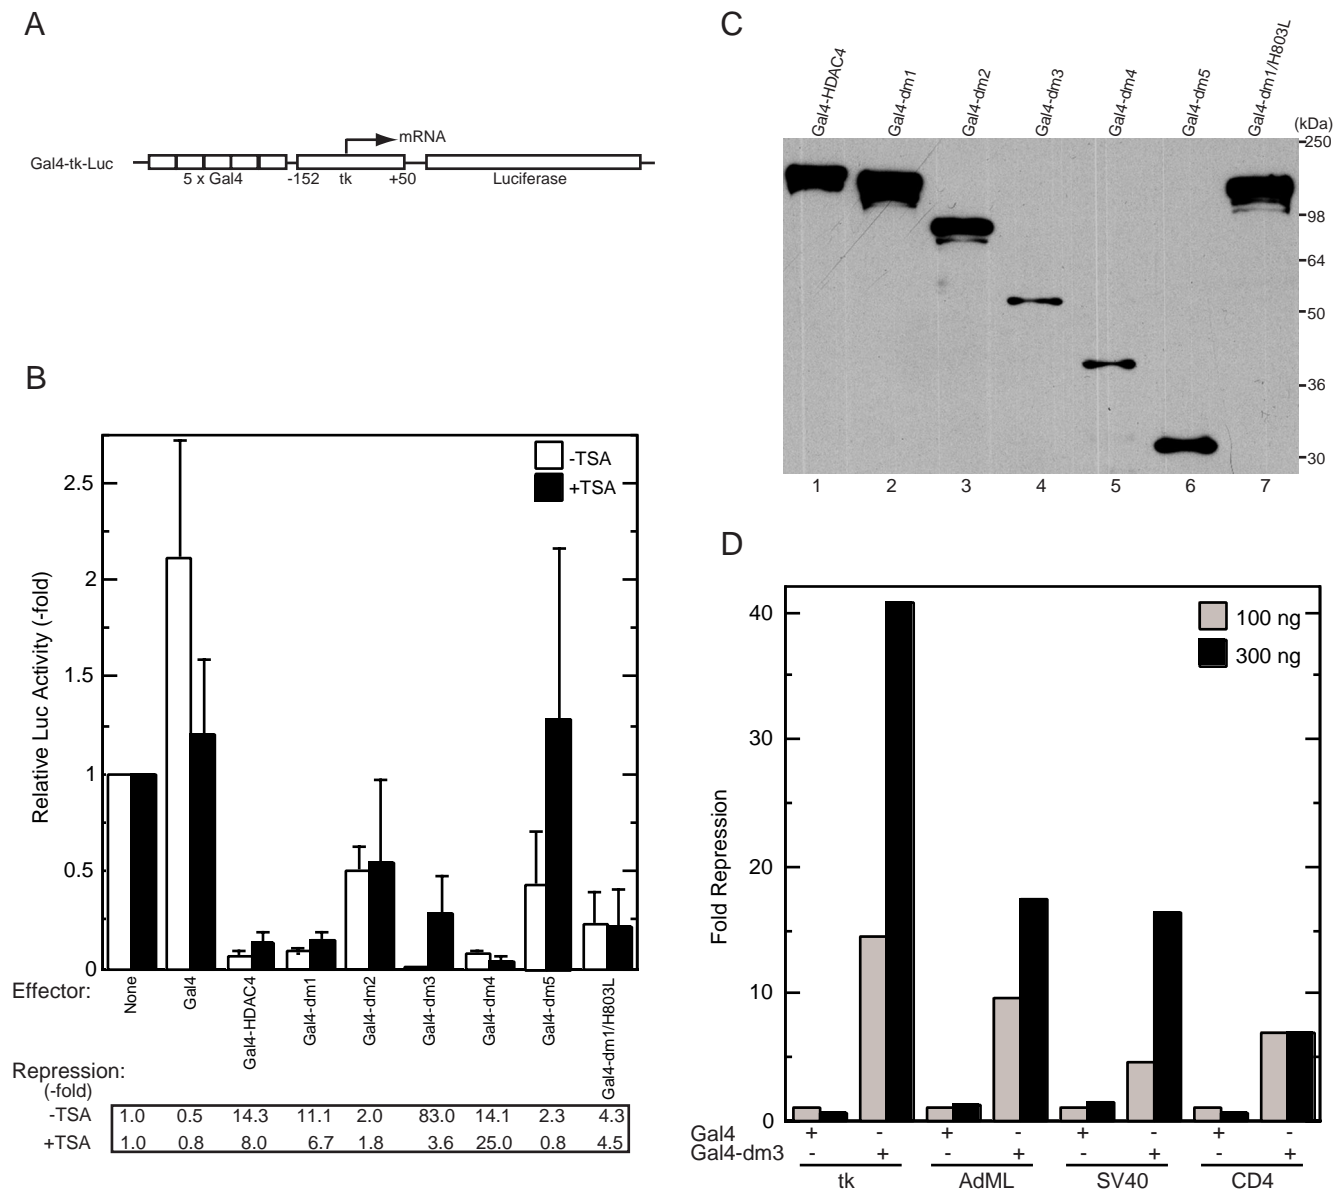 A
mRNA
Gal4-tk-Luc
5 x Gal4 -152 tk +50 Luciferase
B
Relative Luc Activity (-fold)
2.5
2
1.5
1
0.5
0
-TSA
+TSA
Effector:
None
Gal4
Gal4-HDAC4
Gal4-dm1
Gal4-dm2
Gal4-dm3
Gal4-dm4
Gal4-dm5
Gal4-dm1/H803L
Repression:
(-fold)
-TSA 1.0 0.5 14.3 11.1 2.0 83.0 14.1 2.3 4.3
+TSA 1.0 0.8 8.0 6.7 1.8 3.6 25.0 0.8 4.5
C
Gal4-HDAC4
Gal4-dm1
Gal4-dm2
Gal4-dm3
Gal4-dm4
Gal4-dm5
Gal4-dm1/H803L
(kDa)
250
98
64
50
36
30
1 2 3 4 5 6 7
D
Fold Repression
40
30
20
10
0
100 ng
300 ng
Gal4 + - + - + - + -
Gal4-dm3 - + - + - + - +
tk AdML SV40 CD4